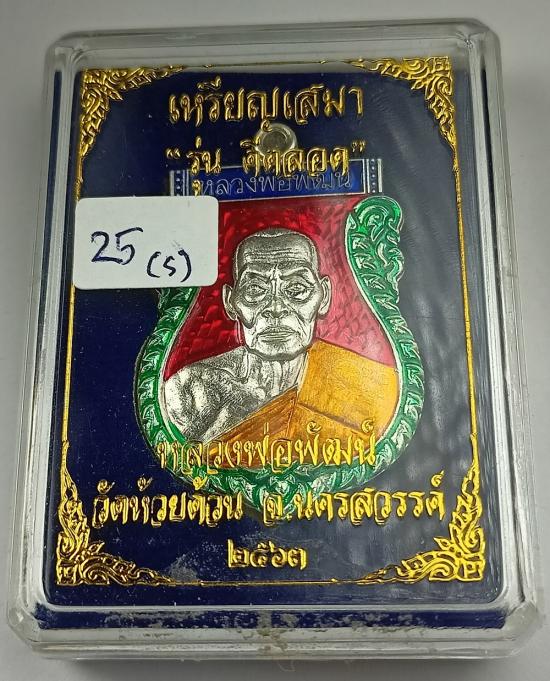 เหรียญเสมา
"รุ่น คิดลอด"
หลวงพ่อพัฒน์
25 (s)
หลวงพ่อพัฒน์
วัดห้วยด้วน จ.นครสวรรค์
๒๕๖๓